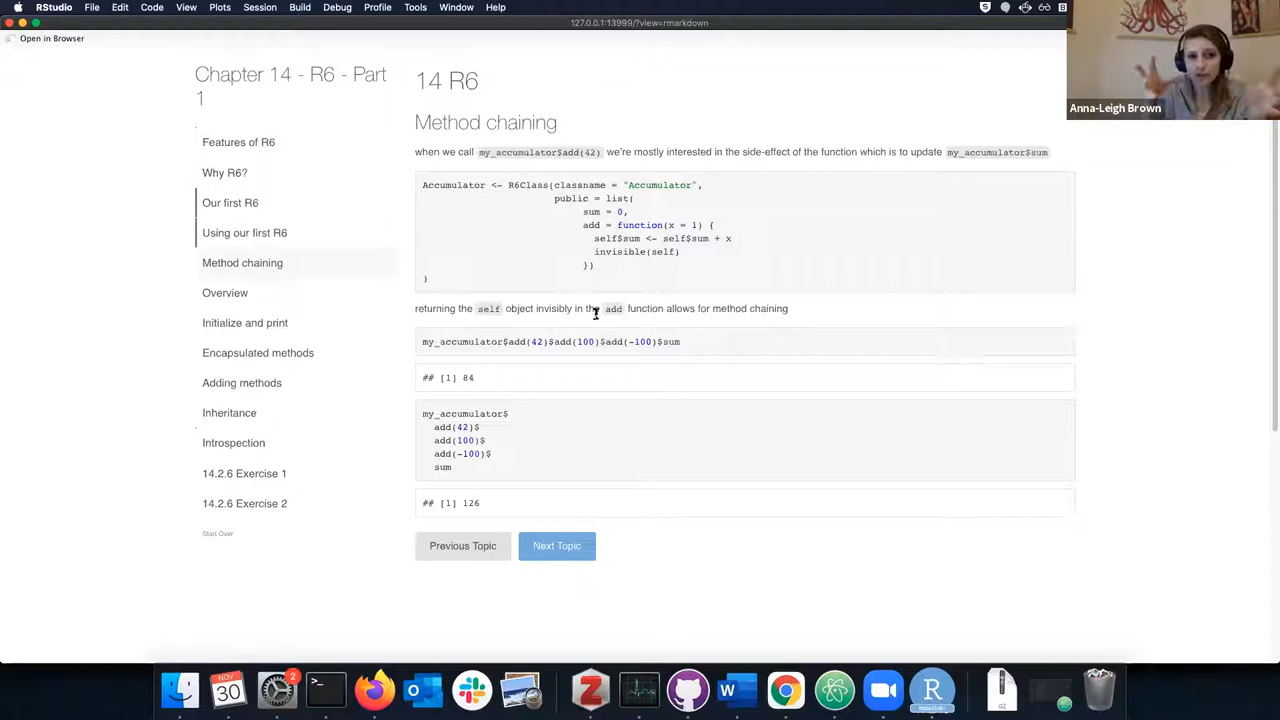 RStudio File Edit Code View Plots Session Build Debug Profile Tools Window Help
127.0.0.1:13999/?view=rmarkdown
Open in Browser
Anna-Leigh Brown
Chapter 14 - R6 - Part
1
Features of R6
Why R6?
Our first R6
Using our first R6
Method chaining
Overview
Initialize and print
Encapsulated methods
Adding methods
Inheritance
Introspection
14.2.6 Exercise 1
14.2.6 Exercise 2
Start Over
14 R6
Method chaining
when we call my_accumulator$add(42) we're mostly interested in the side-effect of the function which is to update my_accumulator$sum
Accumulator <- R6Class(classname = "Accumulator",
public = list(
sum = 0,
add = function(x = 1) {
self$sum <- self$sum + x
invisible(self)
})
)
returning the self object invisibly in the add function allows for method chaining
my_accumulator$add(42)$add(100)$add(-100)$sum
## [1] 84
my_accumulator$
add(42)$
add(100)$
add(-100)$
sum
## [1] 126
Previous Topic Next Topic
NOV
30
2
>_
Z
W
R
GZ